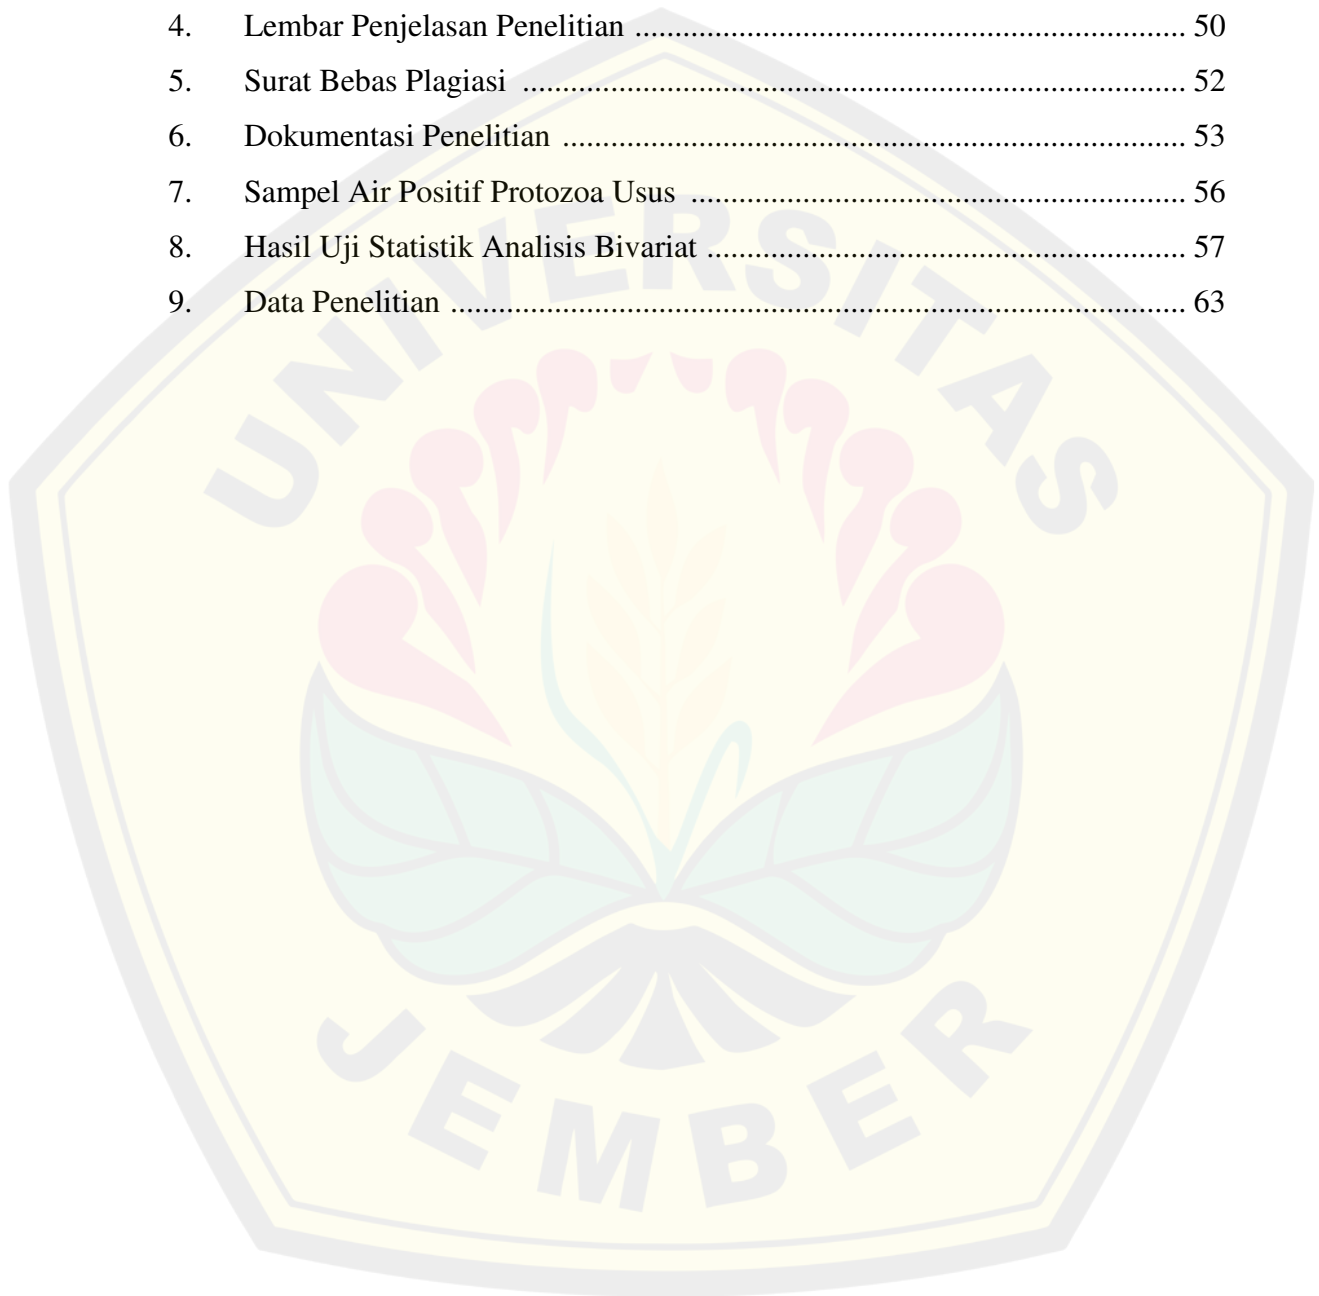 4. Lembar Penjelasan Penelitian ........................................................................ 50
5. Surat Bebas Plagiasi ....................................................................................... 52
6. Dokumentasi Penelitian .................................................................................. 53
7. Sampel Air Positif Protozoa Usus ................................................................. 56
8. Hasil Uji Statistik Analisis Bivariat ............................................................... 57
9. Data Penelitian ................................................................................................ 63
UNIVERSITAS
JEMBER